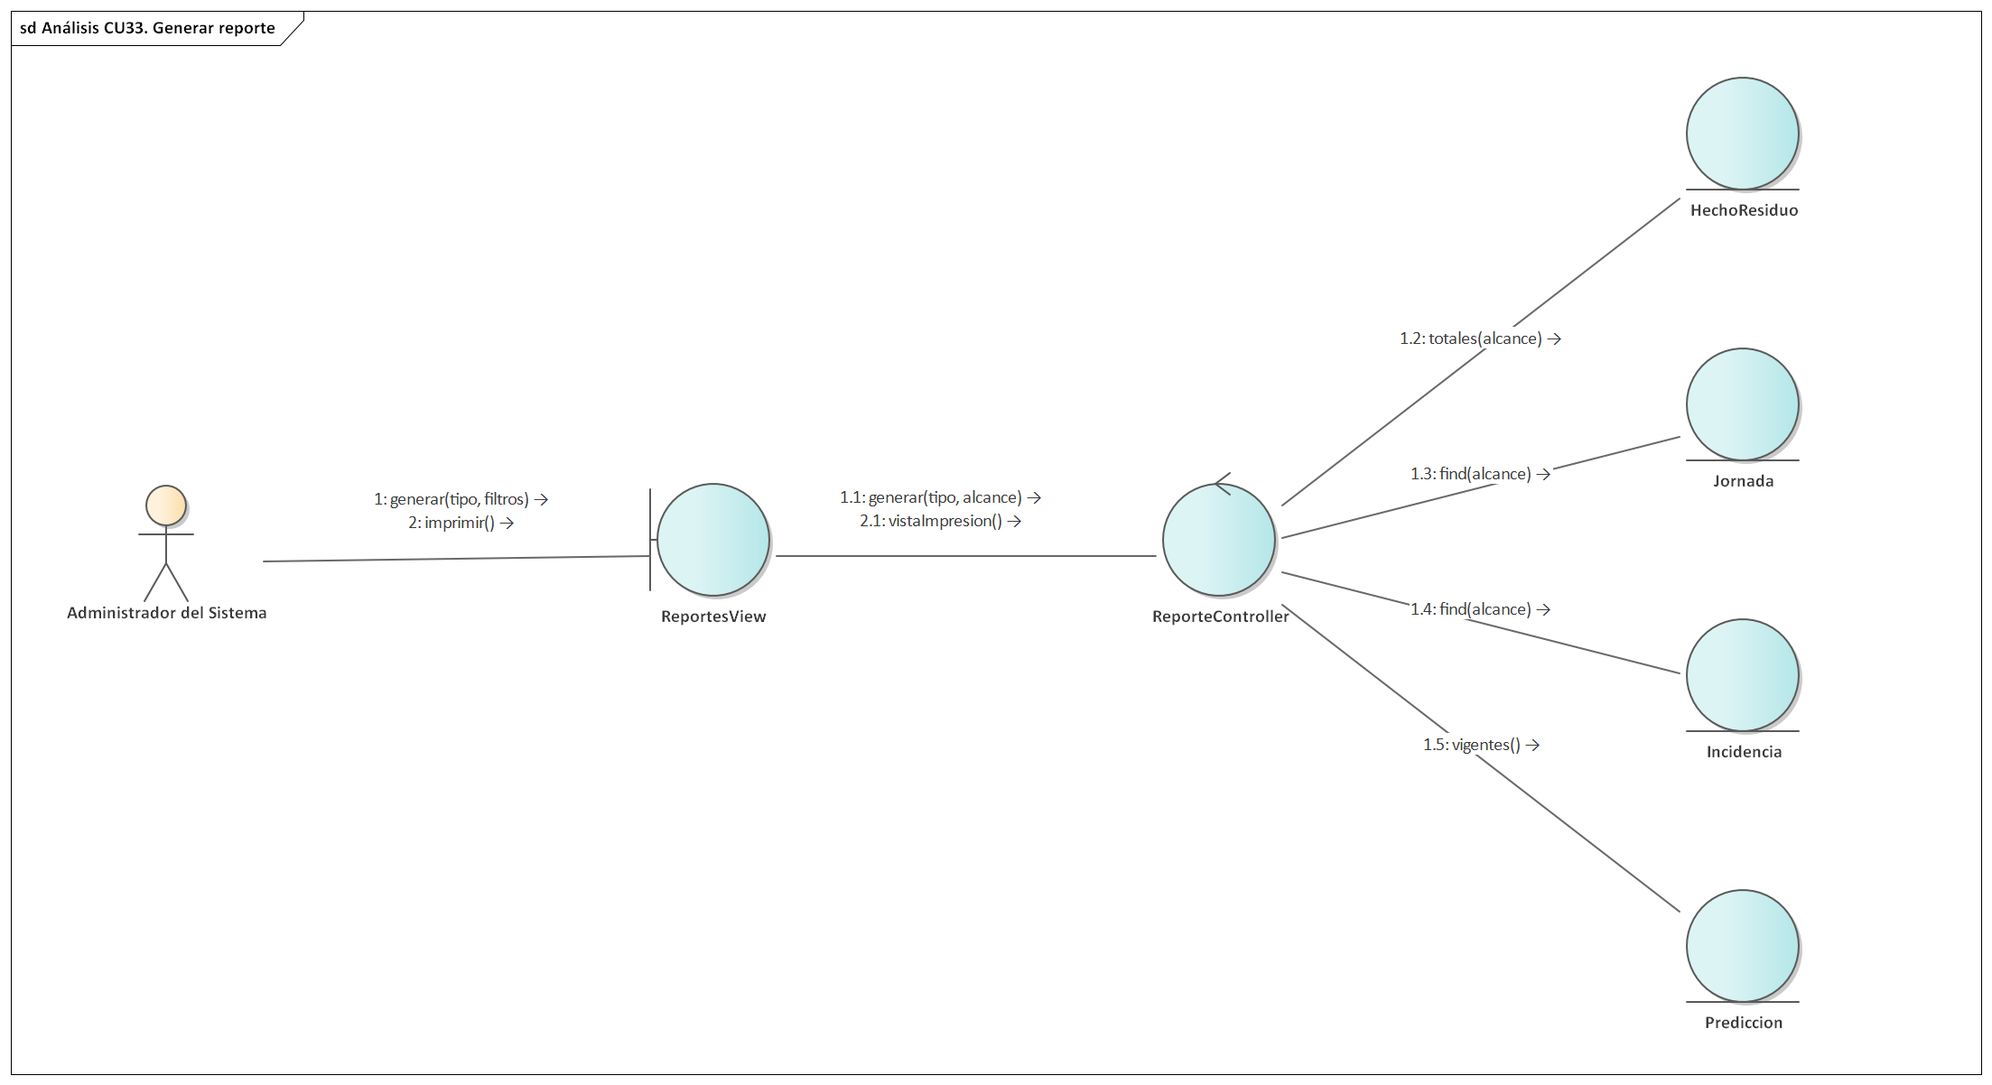 sd Análisis CU33. Generar reporte
HechoResiduo
1.2: totales(alcance) →
1.3: find(alcance) →
Jornada
1: generar(tipo, filtros) →
2: imprimir() →
1.1: generar(tipo, alcance) →
2.1: vistaImpresion() →
Administrador del Sistema
ReportesView
ReporteController
1.4: find(alcance) →
Incidencia
1.5: vigentes() →
Prediccion